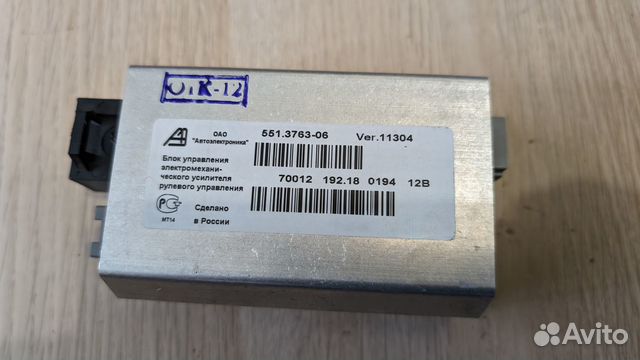 ОТК-12
ОАО
"Автоэлектроника"
551.3763-06 Ver.11304
Блок управления
электромехани-
ческого усилителя
рулевого управления
70012 192.18 0194 12В
РС
МТ14
Сделано
в России
Avito